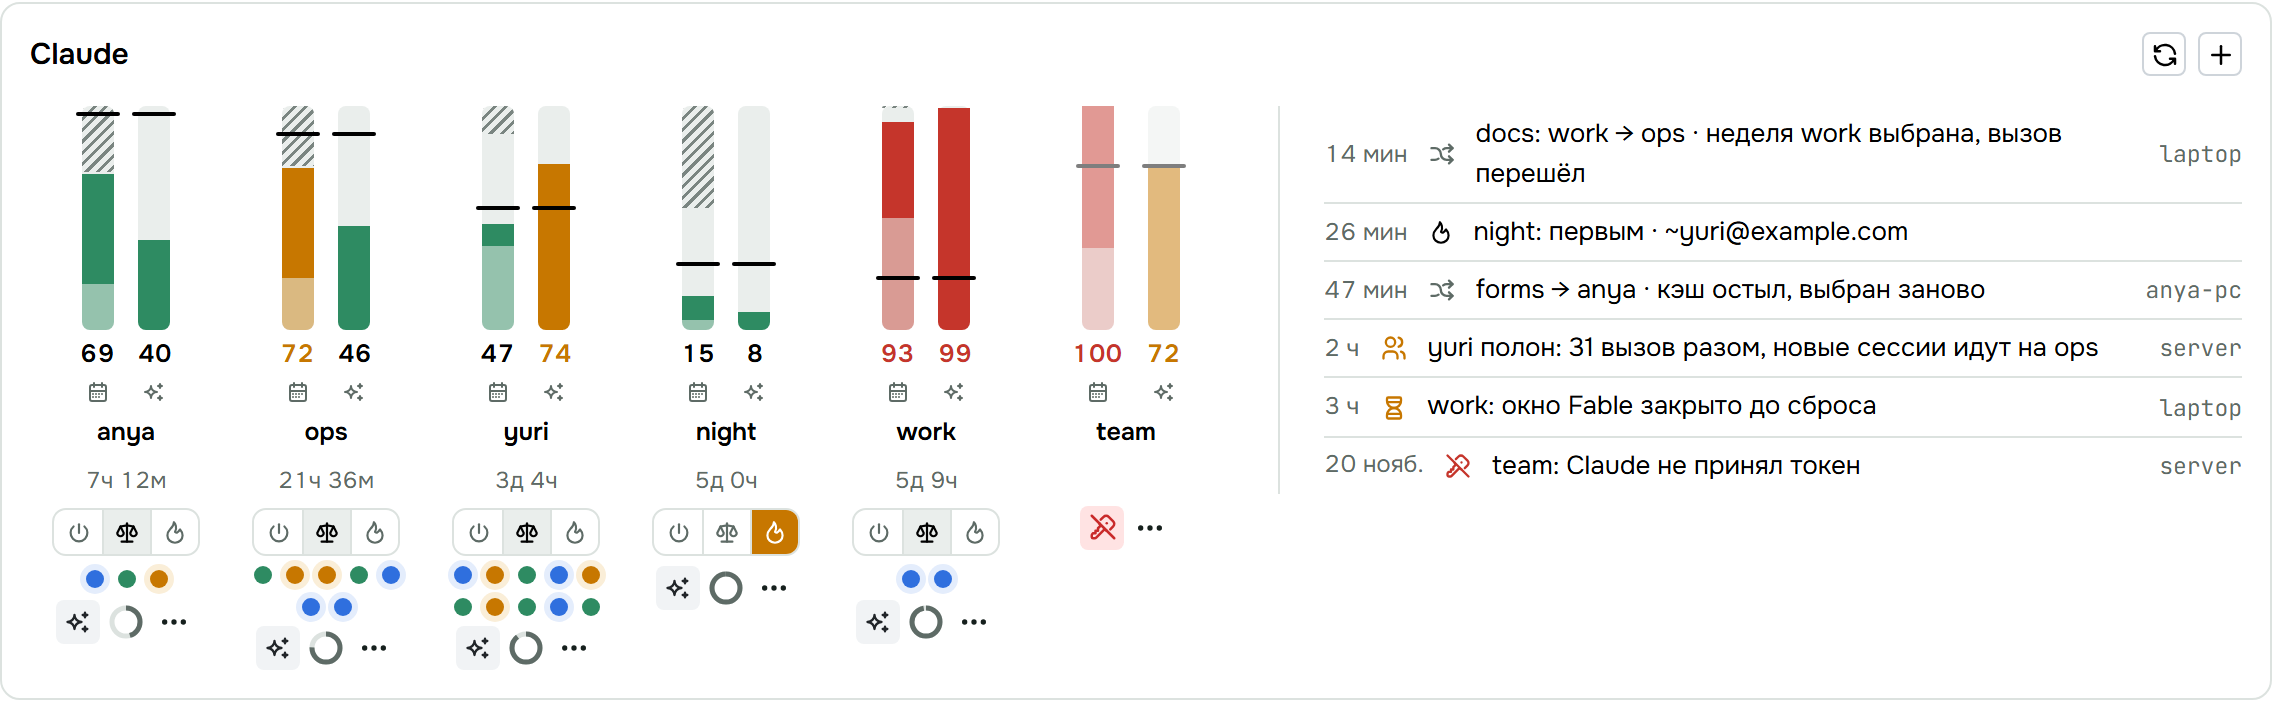 Claude
69 40
72 46
47 74
15 8
93 99
100 72
anya
ops
yuri
night
work
team
7ч 12м
21ч 36м
3д 4ч
5д 0ч
5д 9ч
14 мин docs: work → ops · неделя work выбрана, вызов
перешёл laptop
26 мин night: первым · ~yuri@example.com
47 мин forms → anya · кэш остыл, выбран заново anya-pc
2 ч yuri полон: 31 вызов разом, новые сессии идут на ops server
3 ч work: окно Fable закрыто до сброса laptop
20 нояб. team: Claude не принял токен server